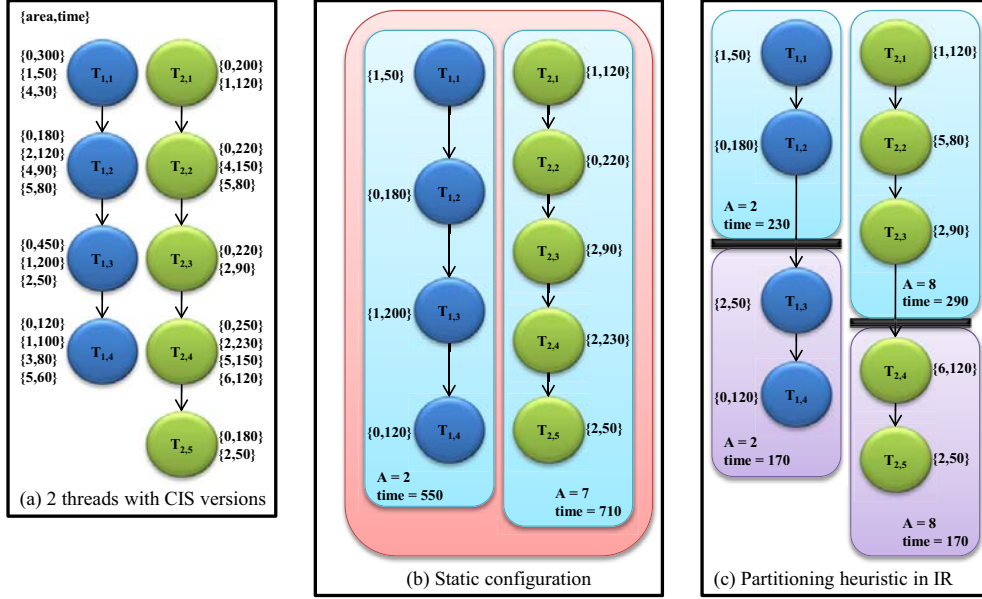 {area,time}
{0,300}
{1,50}
{4,30}
T1,1
T2,1
{0,200}
{1,120}
{0,180}
{2,120}
{4,90}
{5,80}
T1,2
T2,2
{0,220}
{4,150}
{5,80}
{0,450}
{1,200}
{2,50}
T1,3
T2,3
{0,220}
{2,90}
{0,120}
{1,100}
{3,80}
{5,60}
T1,4
T2,4
{0,250}
{2,230}
{5,150}
{6,120}
T2,5
{0,180}
{2,50}
(a) 2 threads with CIS versions
{1,50}
T1,1
{0,180}
T1,2
{1,200}
T1,3
{0,120}
T1,4
A = 2
time = 550
T2,1
{1,120}
T2,2
{0,220}
T2,3
{2,90}
T2,4
{2,230}
T2,5
{2,50}
A = 7
time = 710
(b) Static configuration
{1,50}
T1,1
{0,180}
T1,2
A = 2
time = 230
{2,50}
T1,3
{0,120}
T1,4
A = 2
time = 170
T2,1
{1,120}
T2,2
{5,80}
T2,3
{2,90}
A = 8
time = 290
T2,4
{6,120}
T2,5
{2,50}
A = 8
time = 170
(c) Partitioning heuristic in IR